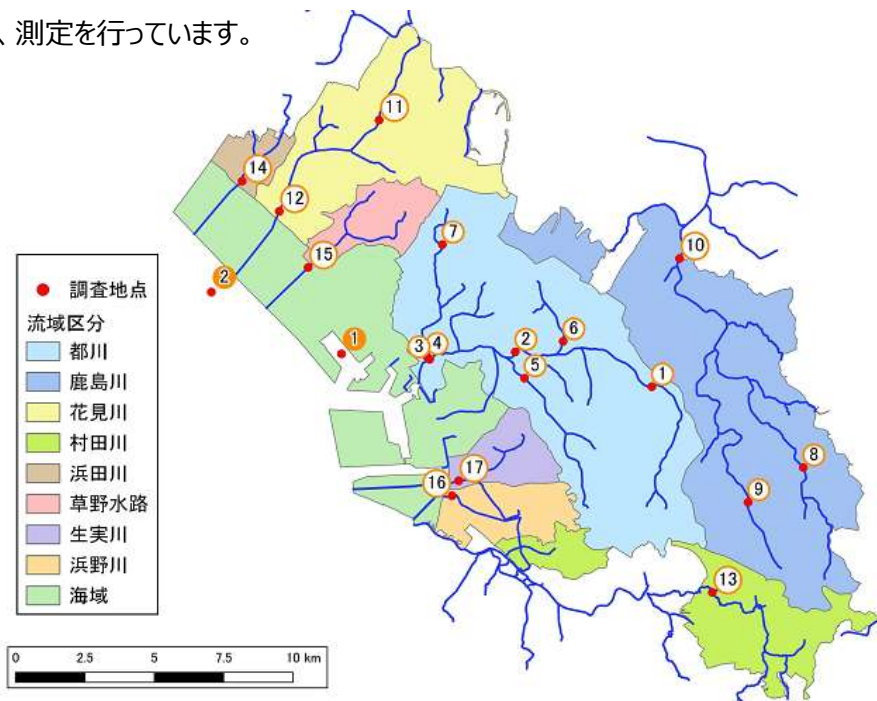 、測定を行っています。
⑪
⑭
⑫
⑦
⑩
⑮
❷
❶
③ ④
②
⑥
⑤
①
⑧
⑨
⑰
⑯
⑬
調査地点
流域区分
都川
鹿島川
花見川
村田川
浜田川
草野水路
生実川
浜野川
海域
0 2.5 5 7.5 10 km